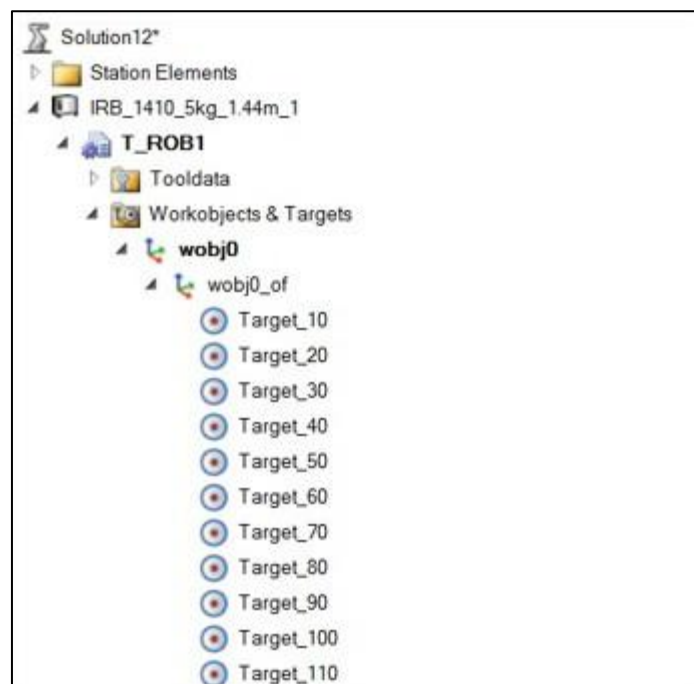 Solution12*
Station Elements
IRB_1410_5kg_1.44m_1
T_ROB1
Tooldata
Workobjects & Targets
wobj0
wobj0_of
Target_10
Target_20
Target_30
Target_40
Target_50
Target_60
Target_70
Target_80
Target_90
Target_100
Target_110